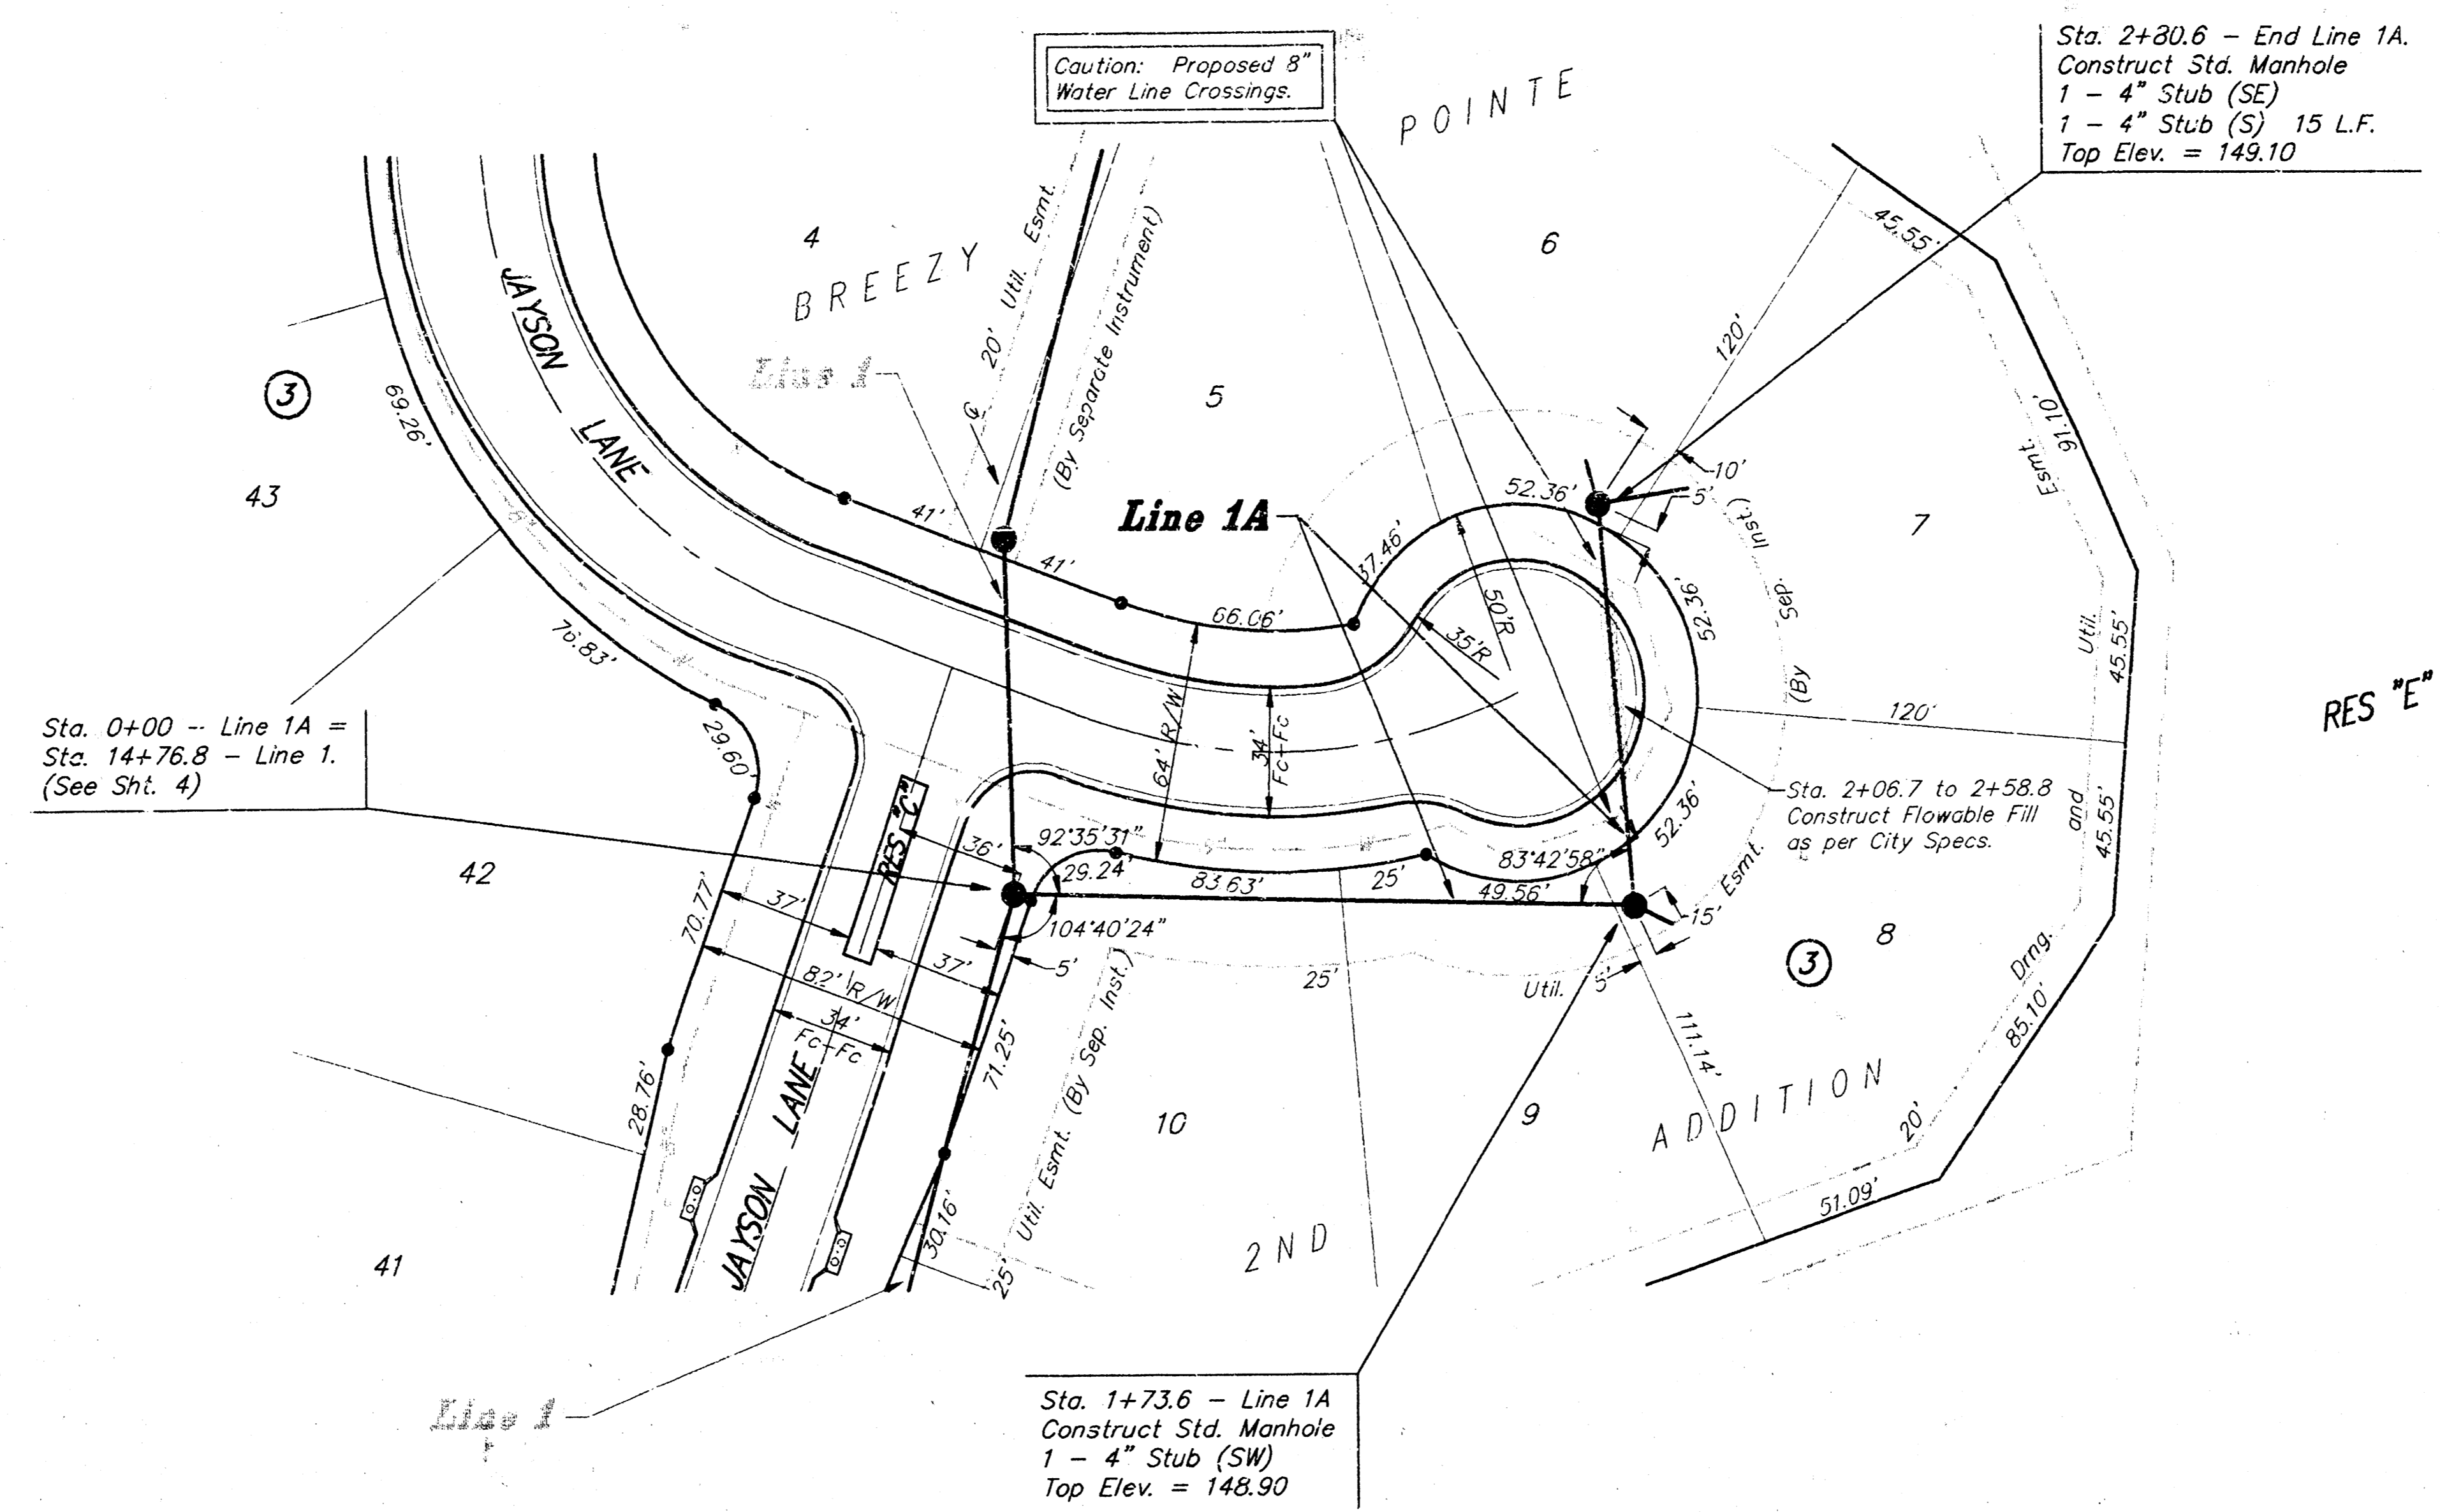 Caution: Proposed 8"
Water Line Crossings.
Sta. 2+80.6 - End Line 1A.
Construct Std. Manhole
1 - 4" Stub (SE)
1 - 4" Stub (S) 15 L.F.
Top Elev. = 149.10
POINTE
BREEZY
4
5
6
7
20' Util. Esmt.
(By Separate Instrument)
JAYSON
LANE
Line 1
℄
3
43
69.26'
41'
41'
Line 1A
66.06'
37.46'
52.36'
52.36'
52.36'
50'R
35'R
10'
5'
120'
45.55'
91.10'
Esmt.
Util.
and
Drng.
20'
45.55'
45.55'
85.10'
51.09'
120'
RES "E"
(By Sep. Inst.)
Esmt.
Util.
76.83'
29.60'
64' R/W
34'
Fc-Fc
Sta. 0+00 - Line 1A =
Sta. 14+76.8 - Line 1.
(See Sht. 4)
Sta. 2+06.7 to 2+58.8
Construct Flowable Fill
as per City Specs.
RES "C"
36'
92°35'31"
29.24'
83.63'
25'
83°42'58"
49.56'
104°40'24"
5'
15'
5'
25'
42
70.77'
37'
37'
82' R/W
34'
Fc-Fc
71.25'
28.76'
30.16'
25'
Util. Esmt. (By Sep. Inst.)
JAYSON LANE
41
10
9
8
3
111.14'
2ND
ADDITION
Line 1
Sta. 1+73.6 - Line 1A
Construct Std. Manhole
1 - 4" Stub (SW)
Top Elev. = 148.90